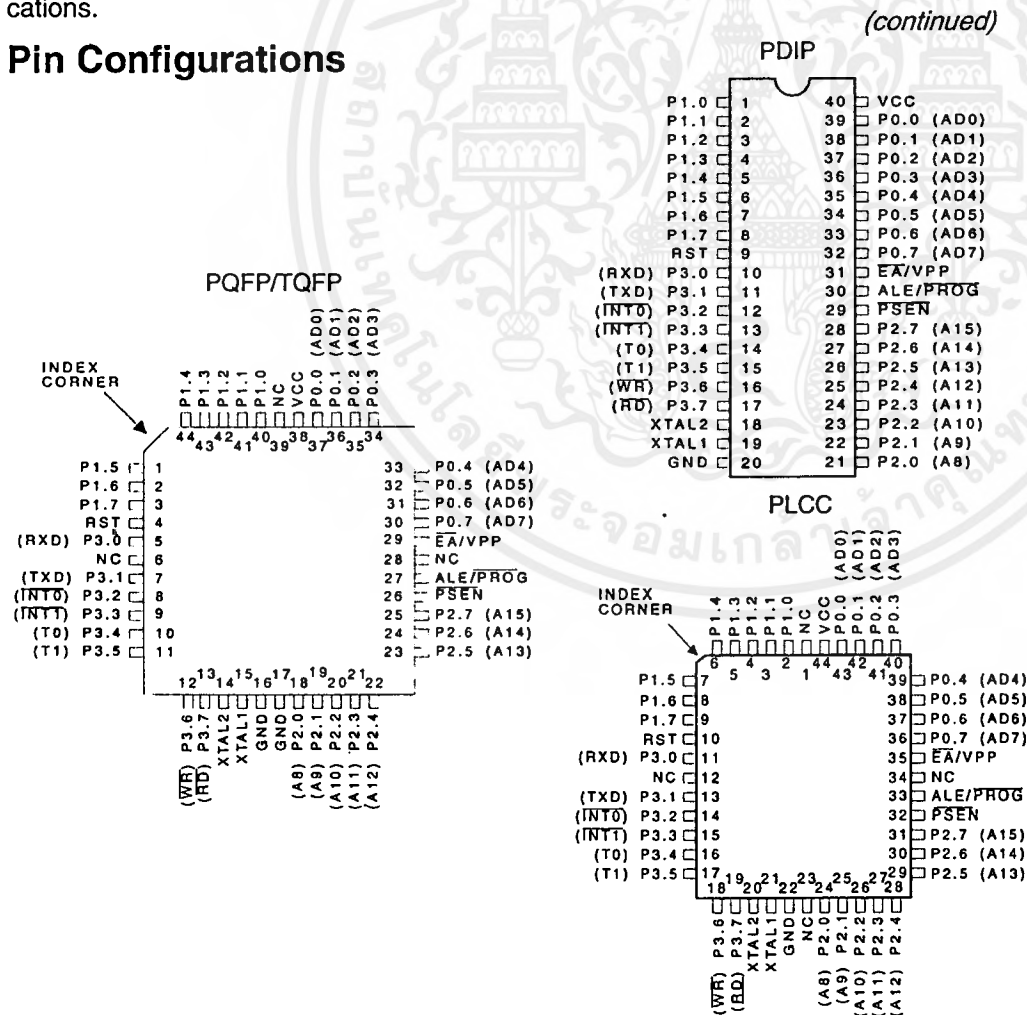 cations.
(continued)
Pin Configurations
PDIP
P1.0 1 40 VCC
P1.1 2 39 P0.0 (AD0)
P1.2 3 38 P0.1 (AD1)
P1.3 4 37 P0.2 (AD2)
P1.4 5 36 P0.3 (AD3)
P1.5 6 35 P0.4 (AD4)
P1.6 7 34 P0.5 (AD5)
P1.7 8 33 P0.6 (AD6)
RST 9 32 P0.7 (AD7)
(RXD) P3.0 10 31 EA/VPP
(TXD) P3.1 11 30 ALE/PROG
(INT0) P3.2 12 29 PSEN
(INT1) P3.3 13 28 P2.7 (A15)
(T0) P3.4 14 27 P2.6 (A14)
(T1) P3.5 15 26 P2.5 (A13)
(WR) P3.6 16 25 P2.4 (A12)
(RD) P3.7 17 24 P2.3 (A11)
XTAL2 18 23 P2.2 (A10)
XTAL1 19 22 P2.1 (A9)
GND 20 21 P2.0 (A8)
PQFP/TQFP
INDEX
CORNER
P1.4 P1.3 P1.2 P1.1 P1.0 NC VCC P0.0 (AD0) P0.1 (AD1) P0.2 (AD2) P0.3 (AD3)
44 43 42 41 40 39 38 37 36 35 34
P1.5 1 33 P0.4 (AD4)
P1.6 2 32 P0.5 (AD5)
P1.7 3 31 P0.6 (AD6)
RST 4 30 P0.7 (AD7)
(RXD) P3.0 5 29 EA/VPP
NC 6 28 NC
(TXD) P3.1 7 27 ALE/PROG
(INT0) P3.2 8 26 PSEN
(INT1) P3.3 9 25 P2.7 (A15)
(T0) P3.4 10 24 P2.6 (A14)
(T1) P3.5 11 23 P2.5 (A13)
12 13 14 15 16 17 18 19 20 21 22
(WR) P3.6 (RD) P3.7 XTAL2 XTAL1 GND GND (A8) P2.0 (A9) P2.1 (A10) P2.2 (A11) P2.3 (A12) P2.4
PLCC
INDEX
CORNER
P1.4 P1.3 P1.2 P1.1 P1.0 NC VCC P0.0 (AD0) P0.1 (AD1) P0.2 (AD2) P0.3 (AD3)
6 5 4 3 2 1 44 43 42 41 40
P1.5 7 39 P0.4 (AD4)
P1.6 8 38 P0.5 (AD5)
P1.7 9 37 P0.6 (AD6)
RST 10 36 P0.7 (AD7)
(RXD) P3.0 11 35 EA/VPP
NC 12 34 NC
(TXD) P3.1 13 33 ALE/PROG
(INT0) P3.2 14 32 PSEN
(INT1) P3.3 15 31 P2.7 (A15)
(T0) P3.4 16 30 P2.6 (A14)
(T1) P3.5 17 29 P2.5 (A13)
18 19 20 21 22 23 24 25 26 27 28
(WR) P3.6 (RD) P3.7 XTAL2 XTAL1 GND NC (A8) P2.0 (A9) P2.1 (A10) P2.2 (A11) P2.3 (A12) P2.4